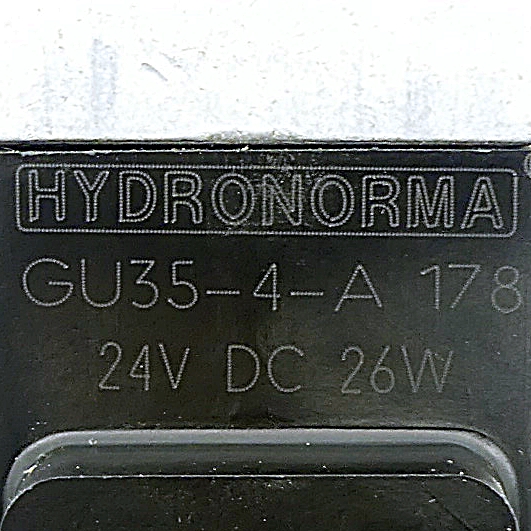 HYDRONORMA
GU35-4-A 178
24V DC 26W